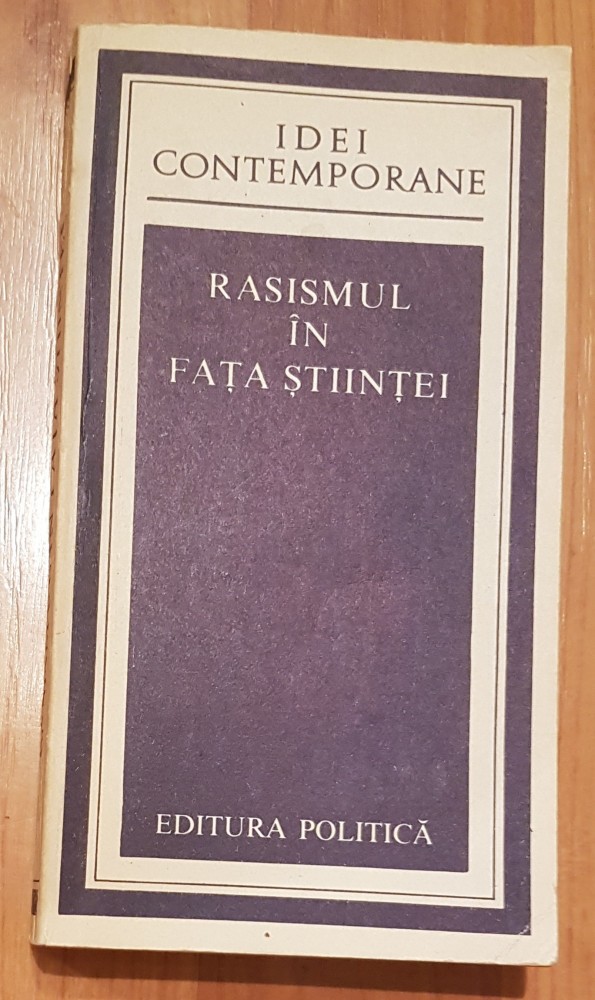 IDEI
CONTEMPORANE
RASISMUL
ÎN
FAȚA ȘTIINȚEI
EDITURA POLITICĂ